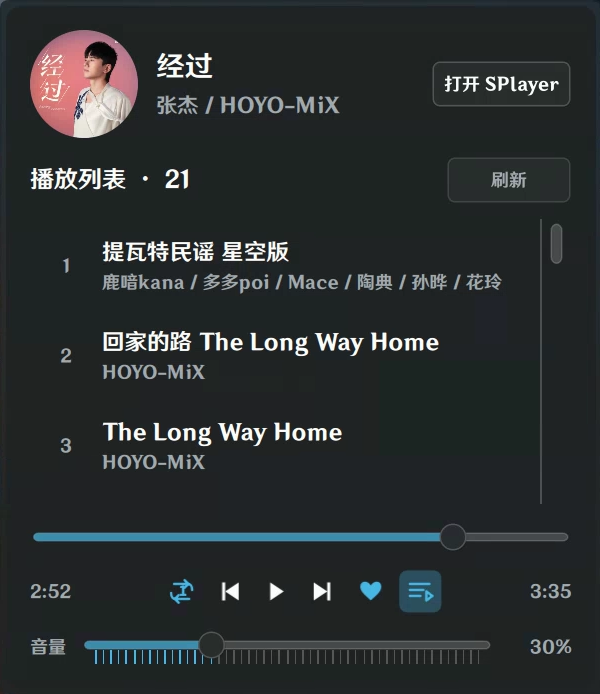 经过
经过
张杰 / HOYO-MiX
打开 SPlayer
播放列表 · 21
刷新
1
提瓦特民谣 星空版
鹿喑kana / 多多poi / Mace / 陶典 / 孙晔 / 花玲
2
回家的路 The Long Way Home
HOYO-MiX
3
The Long Way Home
HOYO-MiX
2:52
3:35
音量
30%